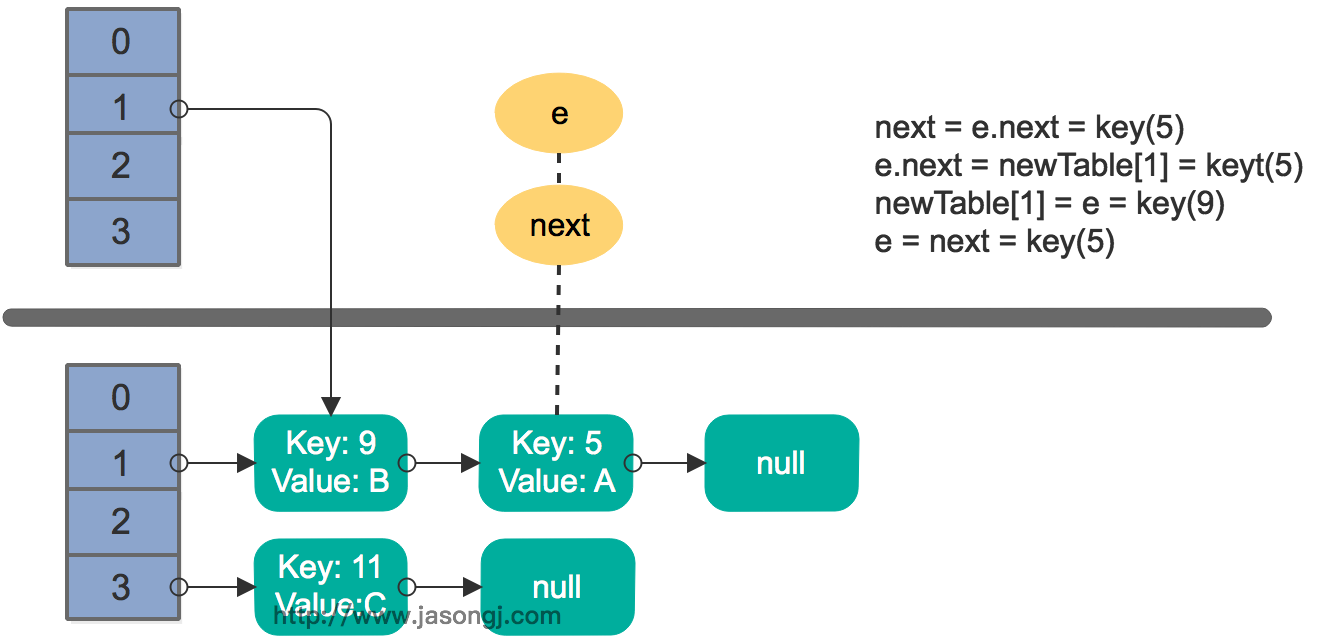 0
1
2
3
e
next
next = e.next = key(5)
e.next = newTable[1] = keyt(5)
newTable[1] = e = key(9)
e = next = key(5)
0
1
2
3
Key: 9
Value: B
Key: 5
Value: A
null
Key: 11
Value:C
null
http://www.jasongj.com